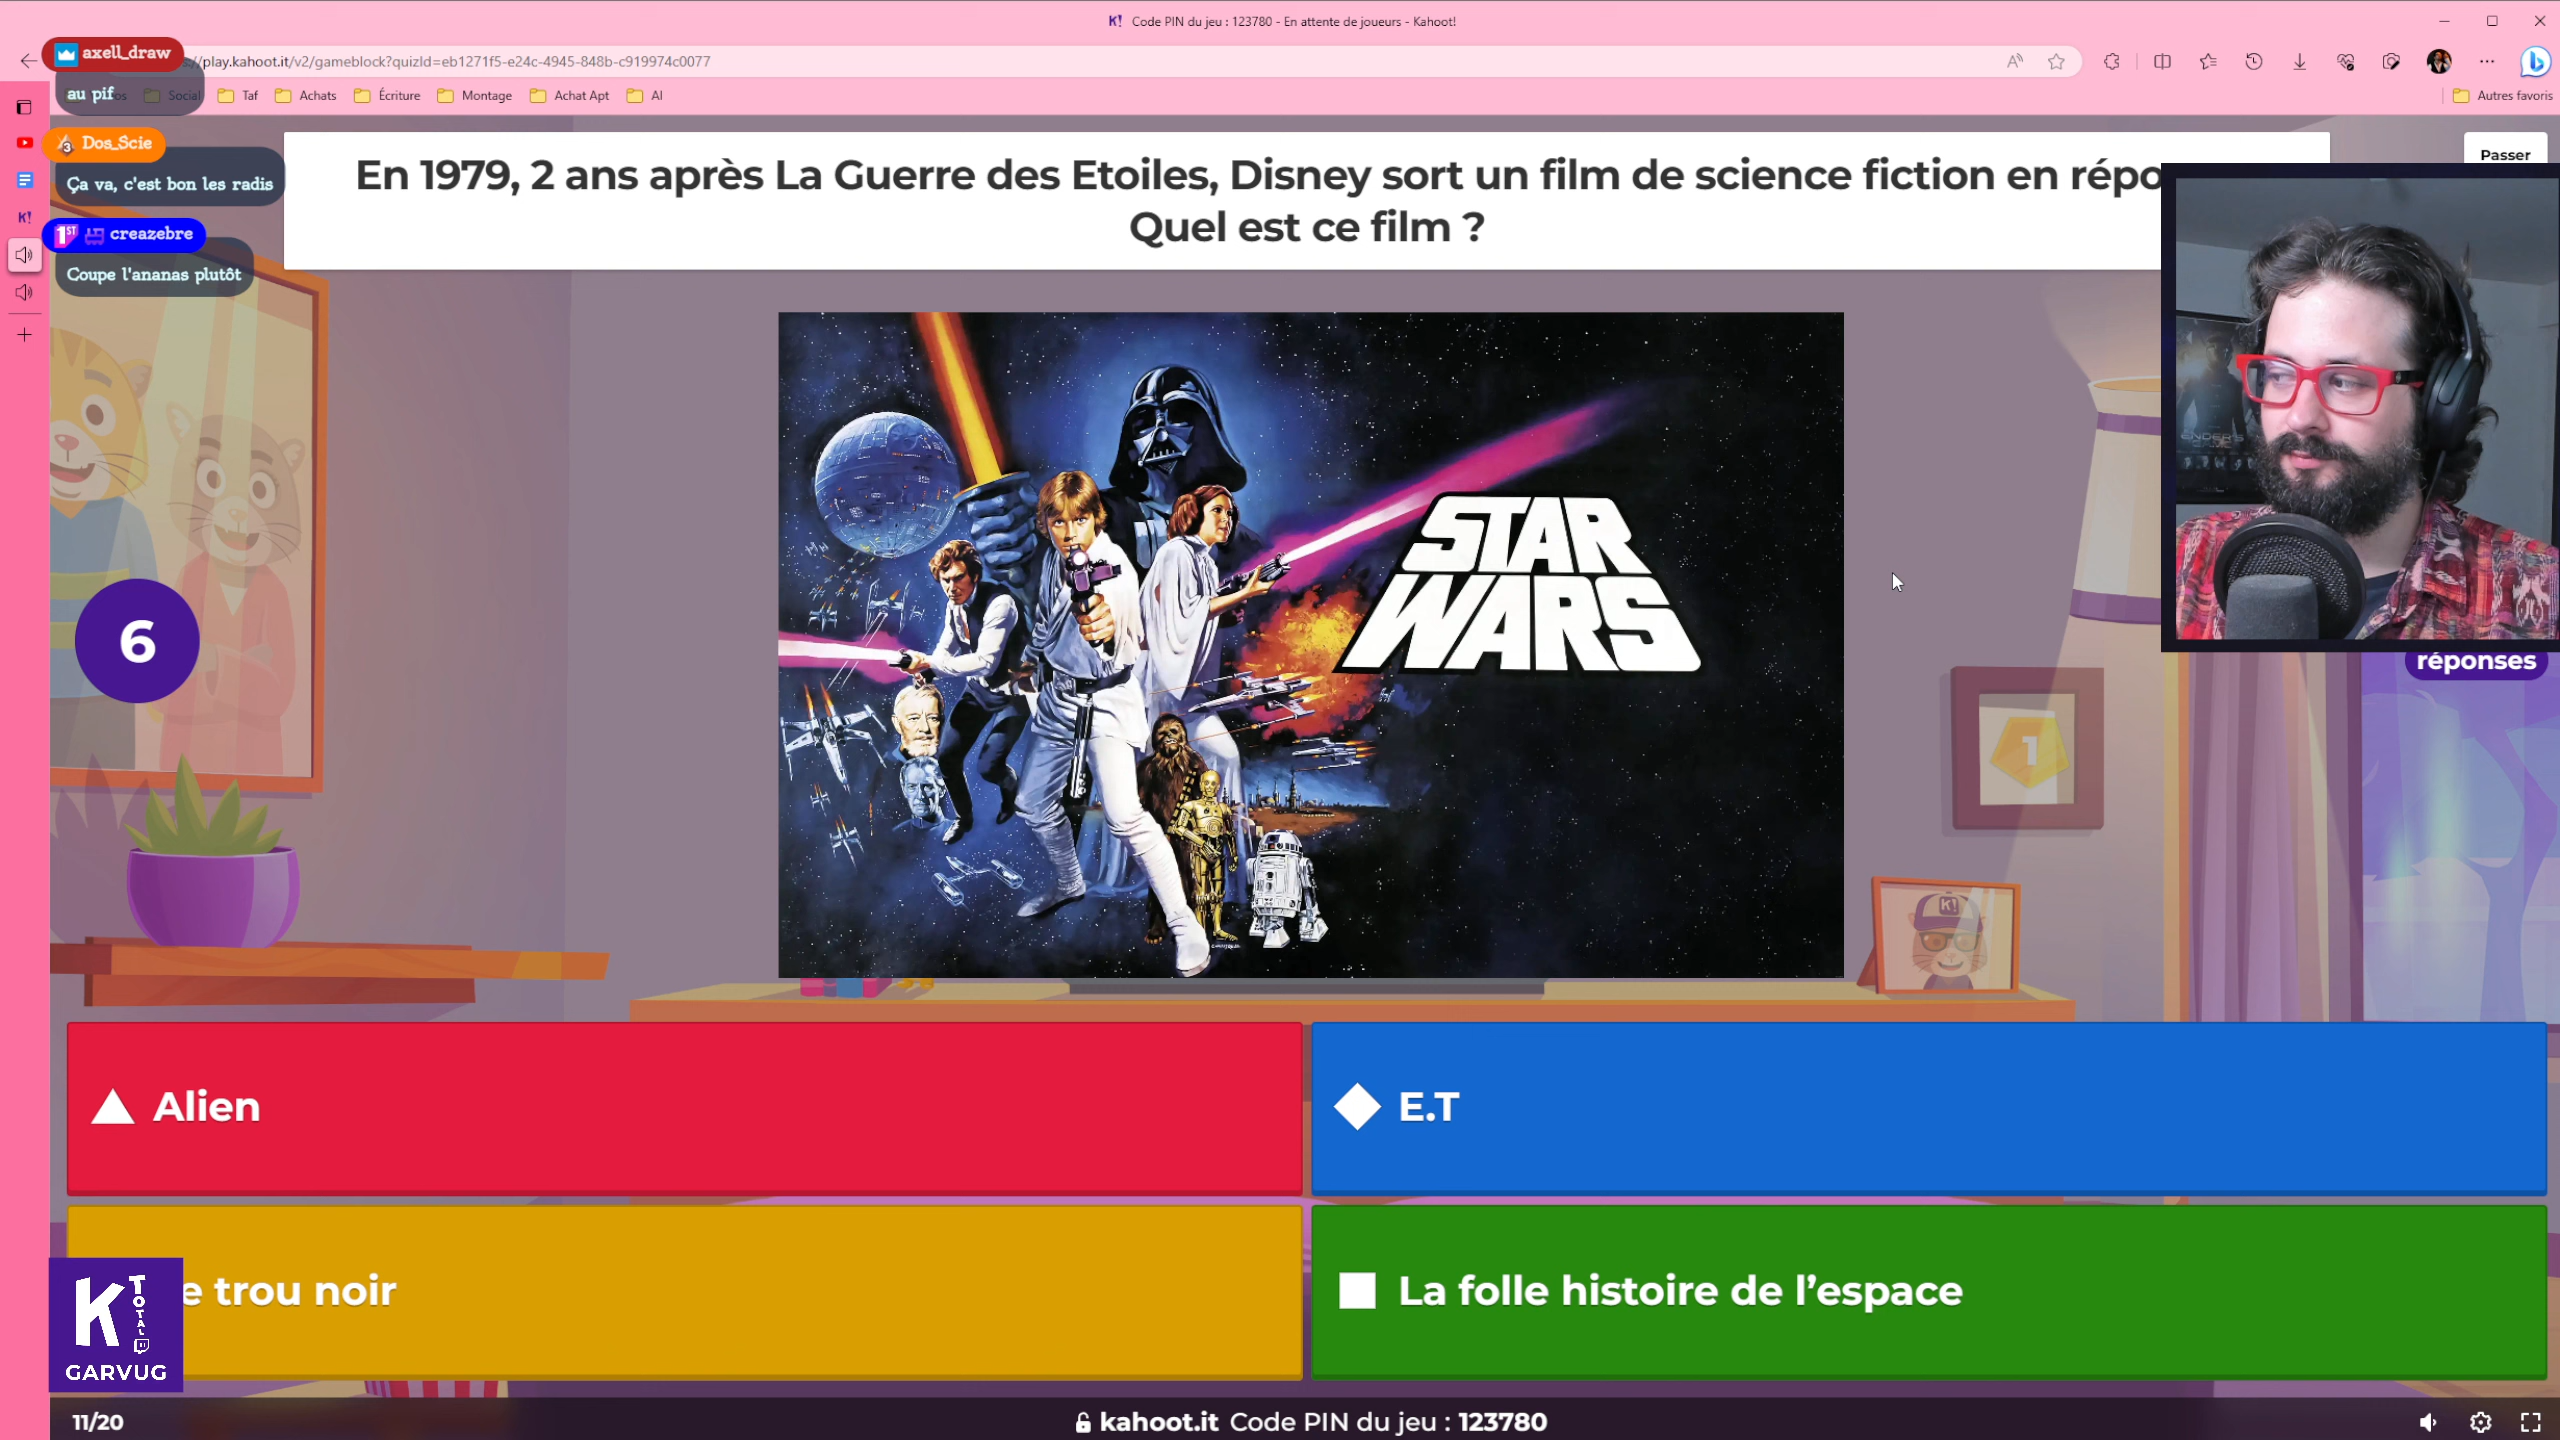 Code PIN du jeu : 123780 - En attente de joueurs - Kahoot!
play.kahoot.it/v2/gameblock?quizId=eb1271f5-e24c-4945-848b-c919974c0077
Social
Taf
Achats
Écriture
Montage
Achat Apt
AI
Autres favoris
axell_draw
au pif
3 Dos_Scie
Ça va, c'est bon les radis
1ST creazebre
Coupe l'ananas plutôt
En 1979, 2 ans après La Guerre des Etoiles, Disney sort un film de science fiction en répo
Quel est ce film ?
Passer
STAR
WARS
6
réponses
1
K!
Alien
E.T
e trou noir
La folle histoire de l’espace
K TOTAL
GARVUG
11/20
kahoot.it Code PIN du jeu : 123780